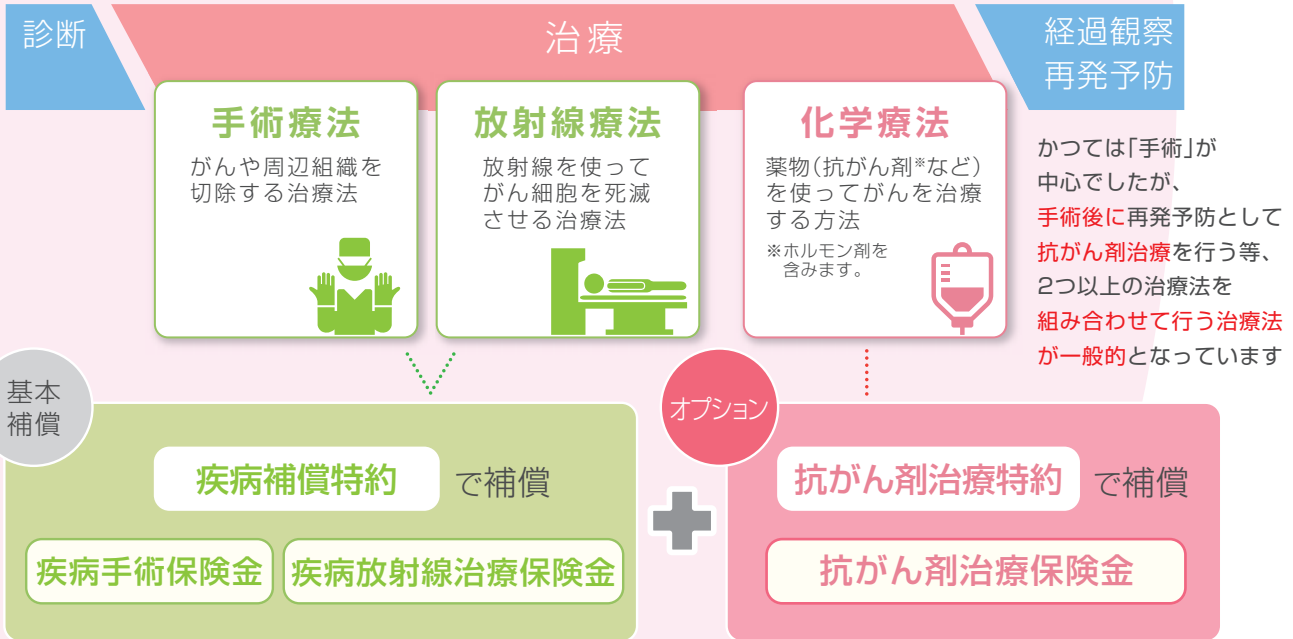 診断
治療
経過観察
再発予防
手術療法
がんや周辺組織を
切除する治療法
放射線療法
放射線を使って
がん細胞を死滅
させる治療法
化学療法
薬物(抗がん剤※など)
を使ってがんを治療
する方法
※ホルモン剤を
含みます。
かつては「手術」が
中心でしたが、
手術後に再発予防として
抗がん剤治療を行う等、
2つ以上の治療法を
組み合わせて行う治療法
が一般的となっています
基本
補償
疾病補償特約 で補償
疾病手術保険金 疾病放射線治療保険金
オプション
抗がん剤治療特約 で補償
抗がん剤治療保険金